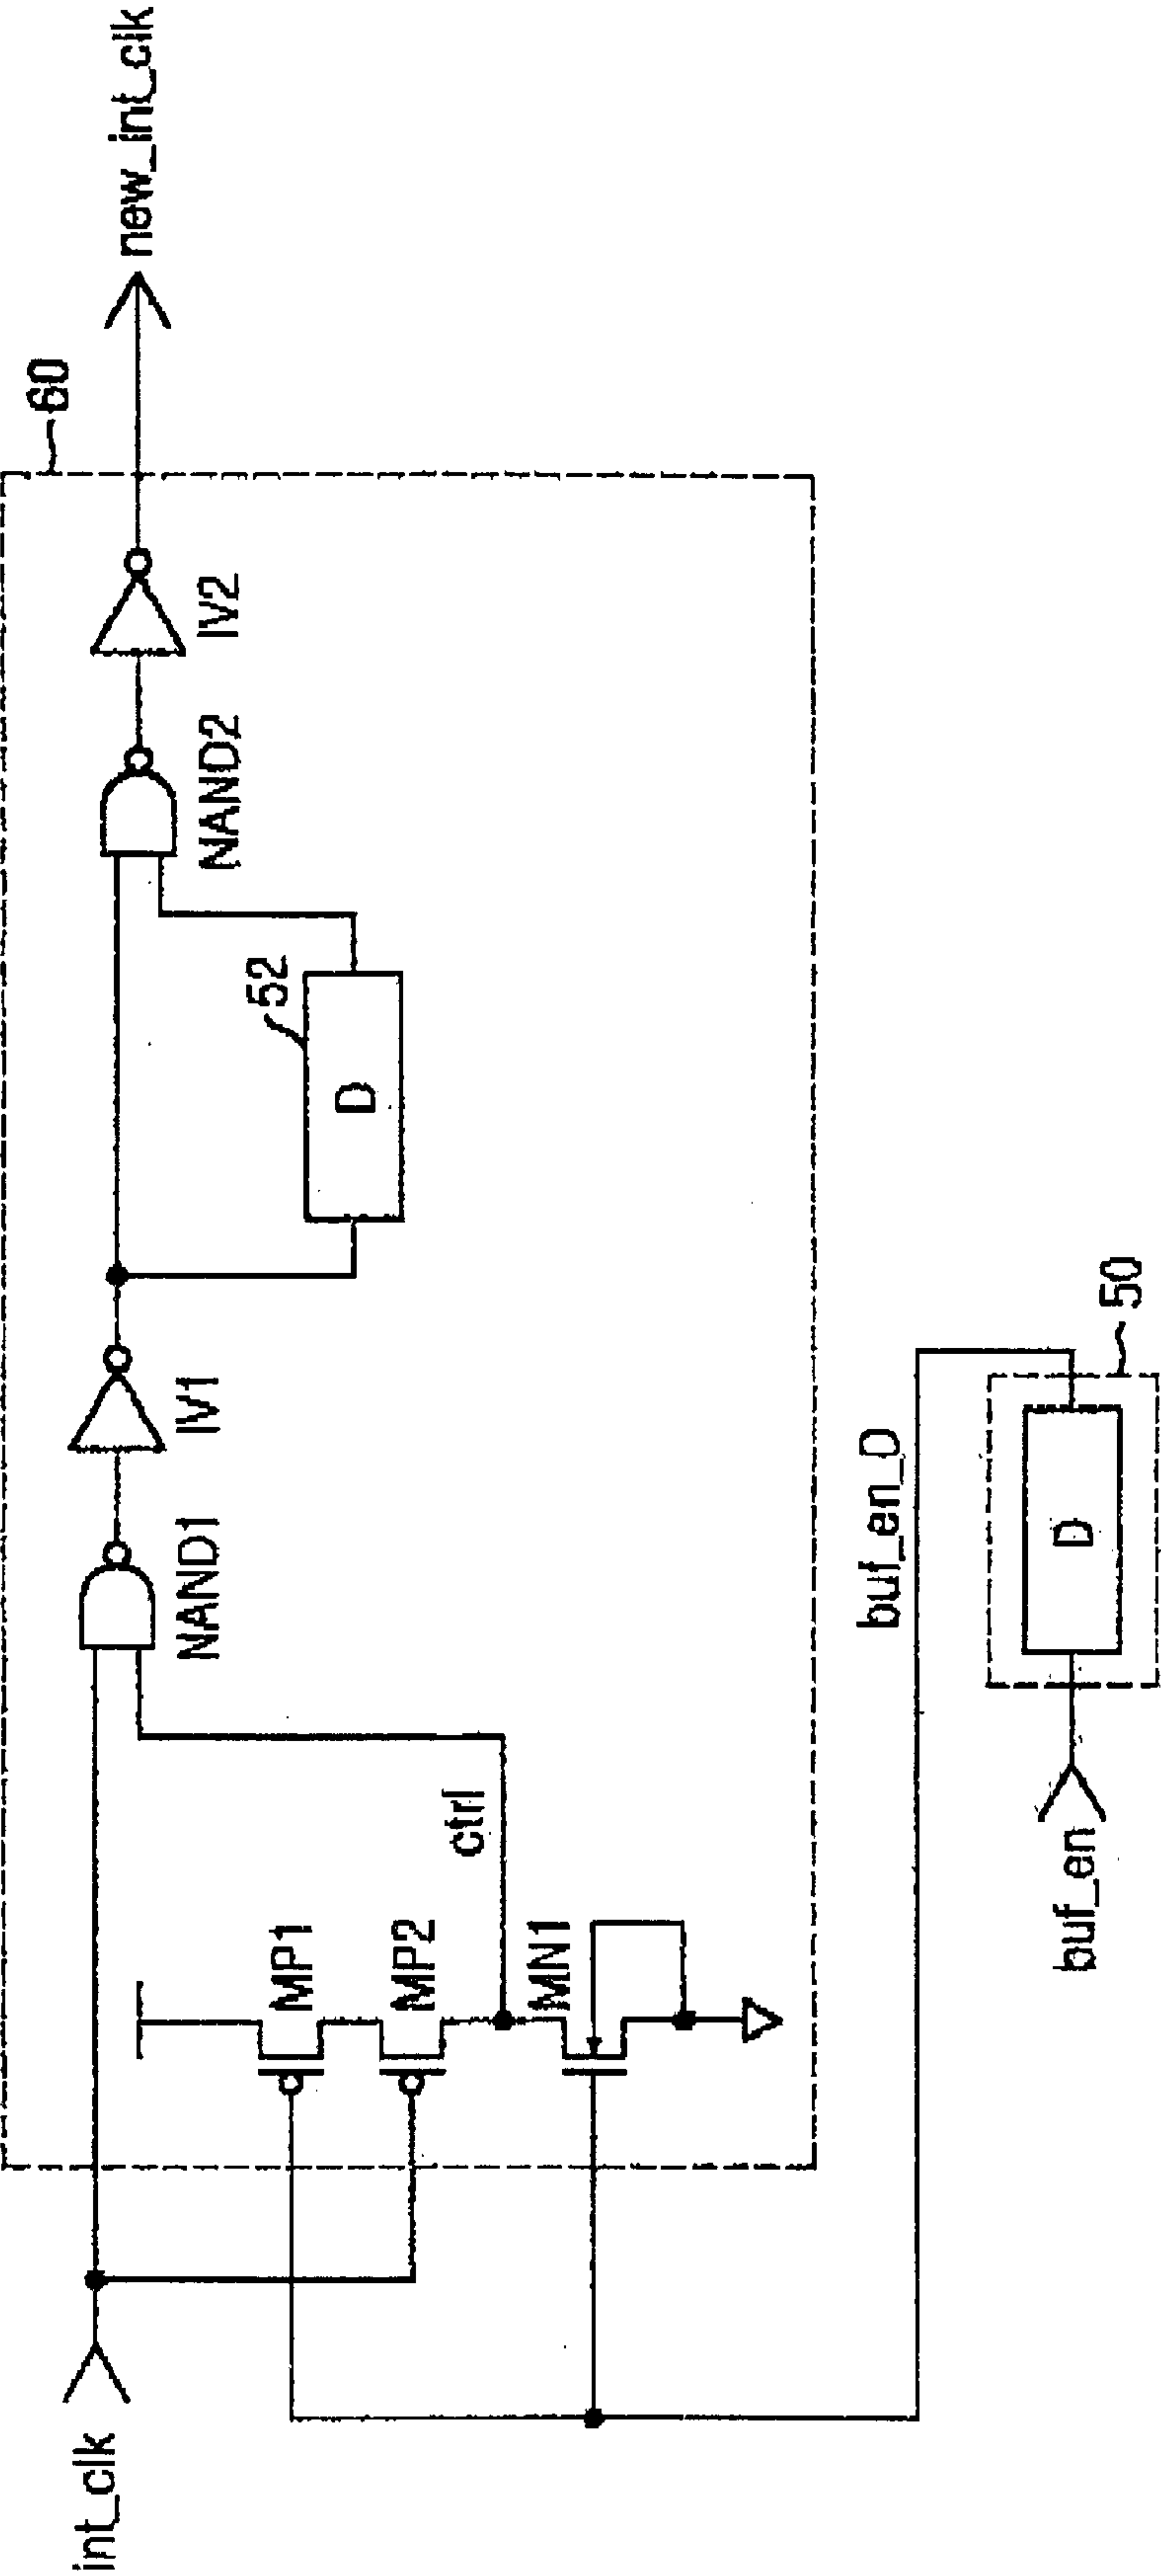 int_clk
MP1
MP2
MN1
ctrl
NAND1
IV1
52
D
NAND2
IV2
60
new_int_clk
buf_en
D
50
buf_en_D